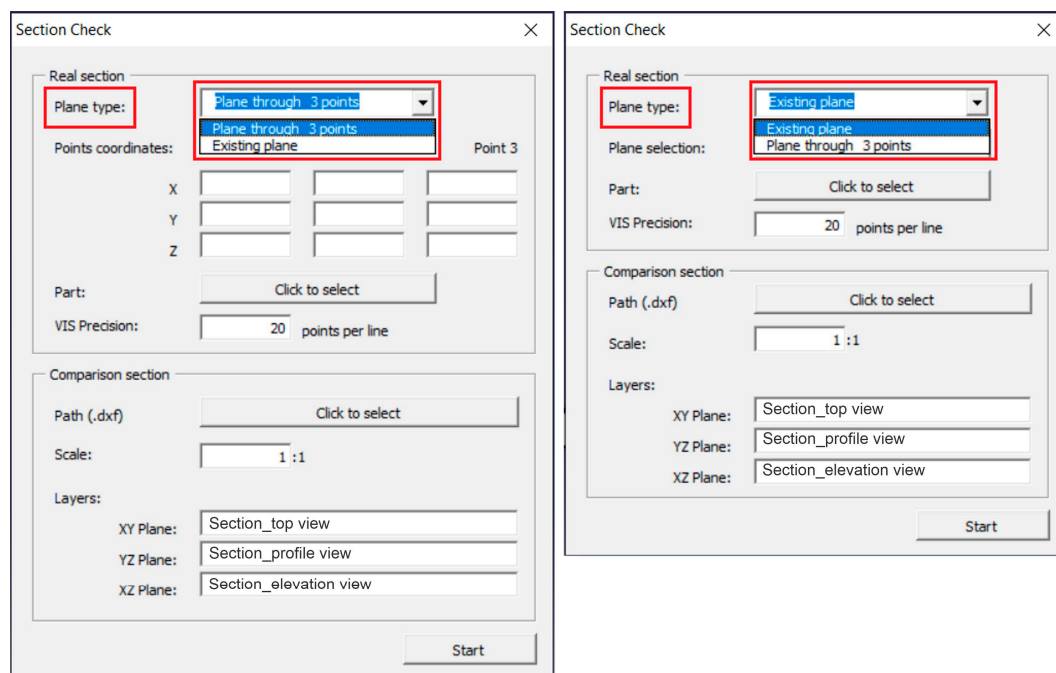 Section Check
Real section
Plane type:
Plane through 3 points
Plane through 3 points
Existing plane
Points coordinates:
Point 3
X
Y
Z
Part:
Click to select
VIS Precision:
20 points per line
Comparison section
Path (.dxf)
Click to select
Scale:
1 :1
Layers:
XY Plane:
Section_top view
YZ Plane:
Section_profile view
XZ Plane:
Section_elevation view
Start
Section Check
Real section
Plane type:
Existing plane
Existing plane
Plane through 3 points
Plane selection:
Part:
Click to select
VIS Precision:
20 points per line
Comparison section
Path (.dxf)
Click to select
Scale:
1 :1
Layers:
XY Plane:
Section_top view
YZ Plane:
Section_profile view
XZ Plane:
Section_elevation view
Start